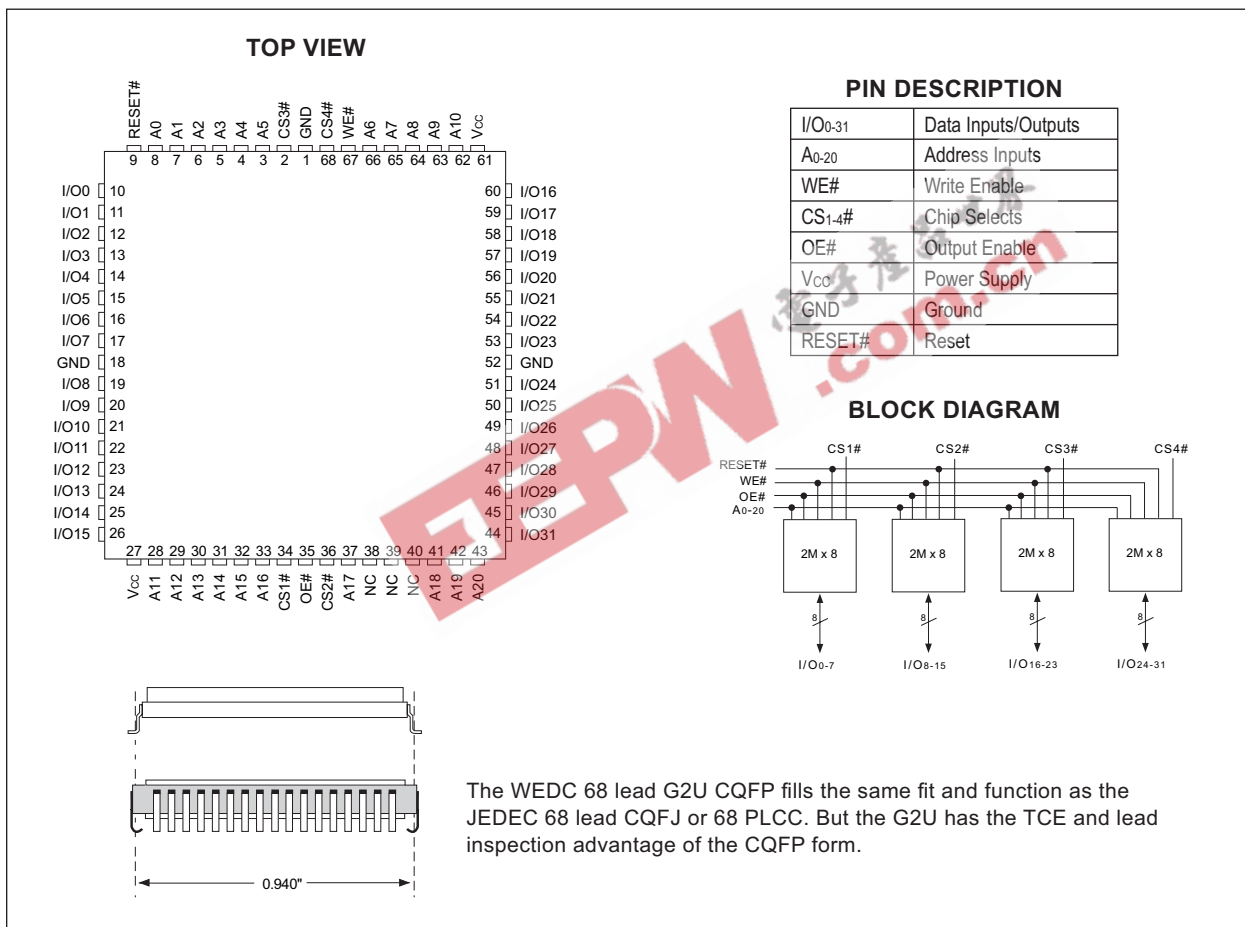 TOP VIEW
RESET# A0 A1 A2 A3 A4 A5 CS3# GND CS4# WE# A6 A7 A8 A9 A10 Vcc
9 8 7 6 5 4 3 2 1 68 67 66 65 64 63 62 61
I/O0 10
I/O1 11
I/O2 12
I/O3 13
I/O4 14
I/O5 15
I/O6 16
I/O7 17
GND 18
I/O8 19
I/O9 20
I/O10 21
I/O11 22
I/O12 23
I/O13 24
I/O14 25
I/O15 26
60 I/O16
59 I/O17
58 I/O18
57 I/O19
56 I/O20
55 I/O21
54 I/O22
53 I/O23
52 GND
51 I/O24
50 I/O25
49 I/O26
48 I/O27
47 I/O28
46 I/O29
45 I/O30
44 I/O31
27 28 29 30 31 32 33 34 35 36 37 38 39 40 41 42 43
Vcc A11 A12 A13 A14 A15 A16 CS1# OE# CS2# A17 NC NC NC A18 A19 A20
PIN DESCRIPTION
I/O0-31 Data Inputs/Outputs
A0-20 Address Inputs
WE# Write Enable
CS1-4# Chip Selects
OE# Output Enable
Vcc Power Supply
GND Ground
RESET# Reset
BLOCK DIAGRAM
CS1# CS2# CS3# CS4#
RESET#
WE#
OE#
A0-20
2M x 8 2M x 8 2M x 8 2M x 8
8 8 8 8
I/O0-7 I/O8-15 I/O16-23 I/O24-31
0.940"
The WEDC 68 lead G2U CQFP fills the same fit and function as the
JEDEC 68 lead CQFJ or 68 PLCC. But the G2U has the TCE and lead
inspection advantage of the CQFP form.
EEPW
電子產品世界
.com.cn